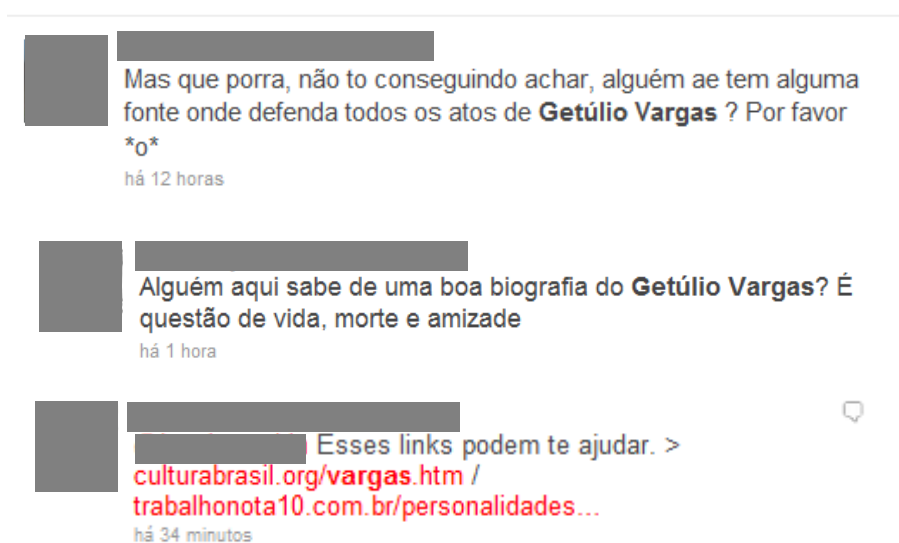 Mas que porra, não to conseguindo achar, alguém ae tem alguma
fonte onde defenda todos os atos de Getúlio Vargas ? Por favor
*o*
há 12 horas
Alguém aqui sabe de uma boa biografia do Getúlio Vargas? É
questão de vida, morte e amizade
há 1 hora
Esses links podem te ajudar. >
culturabrasil.org/vargas.htm /
trabalhonota10.com.br/personalidades...
há 34 minutos